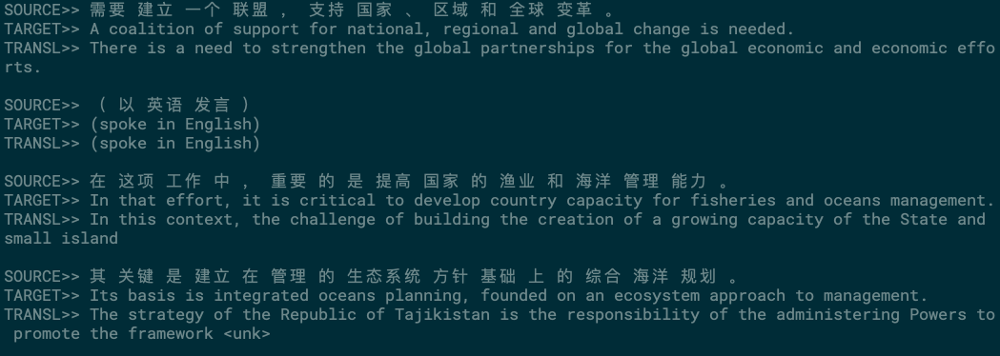 SOURCE>> 需要 建立 一个 联盟 ， 支持 国家 、 区域 和 全球 变革 。
TARGET>> A coalition of support for national, regional and global change is needed.
TRANSL>> There is a need to strengthen the global partnerships for the global economic and economic effo
rts.
SOURCE>> （ 以 英语 发言 ）
TARGET>> (spoke in English)
TRANSL>> (spoke in English)
SOURCE>> 在 这项 工作 中 ， 重要 的 是 提高 国家 的 渔业 和 海洋 管理 能力 。
TARGET>> In that effort, it is critical to develop country capacity for fisheries and oceans management.
TRANSL>> In this context, the challenge of building the creation of a growing capacity of the State and
small island
SOURCE>> 其 关键 是 建立 在 管理 的 生态系统 方针 基础 上 的 综合 海洋 规划 。
TARGET>> Its basis is integrated oceans planning, founded on an ecosystem approach to management.
TRANSL>> The strategy of the Republic of Tajikistan is the responsibility of the administering Powers to
promote the framework <unk>